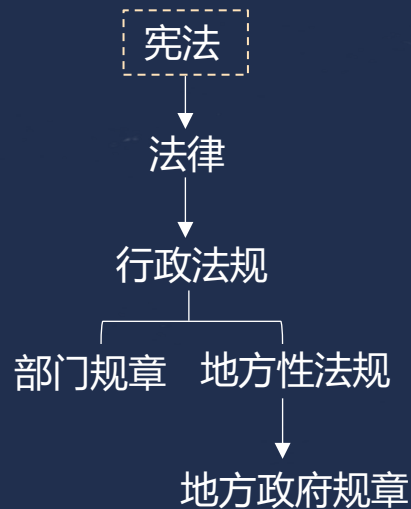 宪法
法律
行政法规
部门规章 地方性法规
地方政府规章